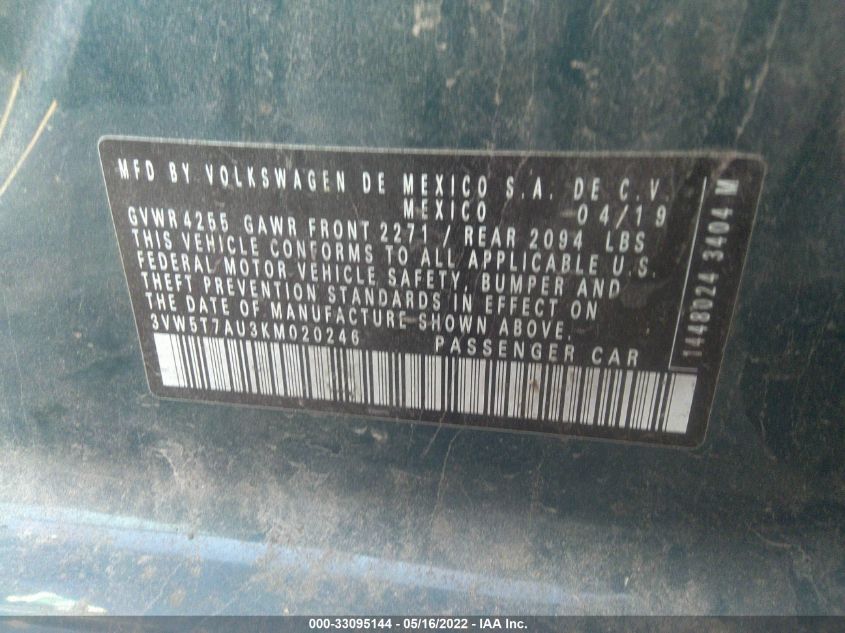 MFD BY VOLKSWAGEN DE MEXICO S.A. DE C.V.
MEXICO 04/19
GVWR4255 GAWR FRONT 2271 / REAR 2094 LBS
THIS VEHICLE CONFORMS TO ALL APPLICABLE U.S.
FEDERAL MOTOR VEHICLE SAFETY, BUMPER AND
THEFT PREVENTION STANDARDS IN EFFECT ON
THE DATE OF MANUFACTURE SHOWN ABOVE.
3VW5T7AU3KM020246 PASSENGER CAR
1448024 3404 M
000-33095144 - 05/16/2022 - IAA Inc.